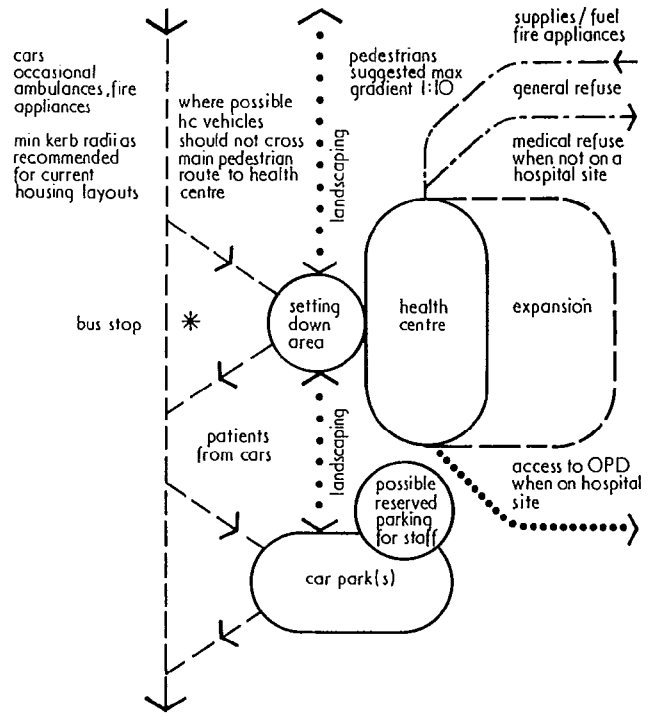 cars
occasional
ambulances, fire
appliances
min kerb radii as
recommended
for current
housing layouts
where possible
hc vehicles
should not cross
main pedestrian
route to health
centre
landscaping
pedestrians
suggested max
gradient 1:10
supplies/fuel
fire appliances
general refuse
medical refuse
when not on a
hospital site
bus stop
*
setting
down
area
health
centre
expansion
patients
from cars
landscaping
possible
reserved
parking
for staff
access to OPD
when on hospital
site
car park(s)